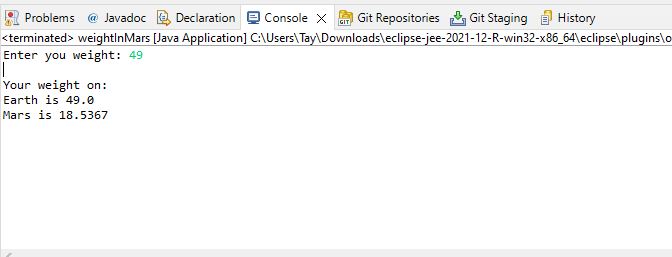 Problems @ Javadoc Declaration Console Git Repositories Git Staging History
<terminated> weightInMars [Java Application] C:\Users\Tay\Downloads\eclipse-jee-2021-12-R-win32-x86_64\eclipse\plugins\o
Enter you weight: 49
Your weight on:
Earth is 49.0
Mars is 18.5367